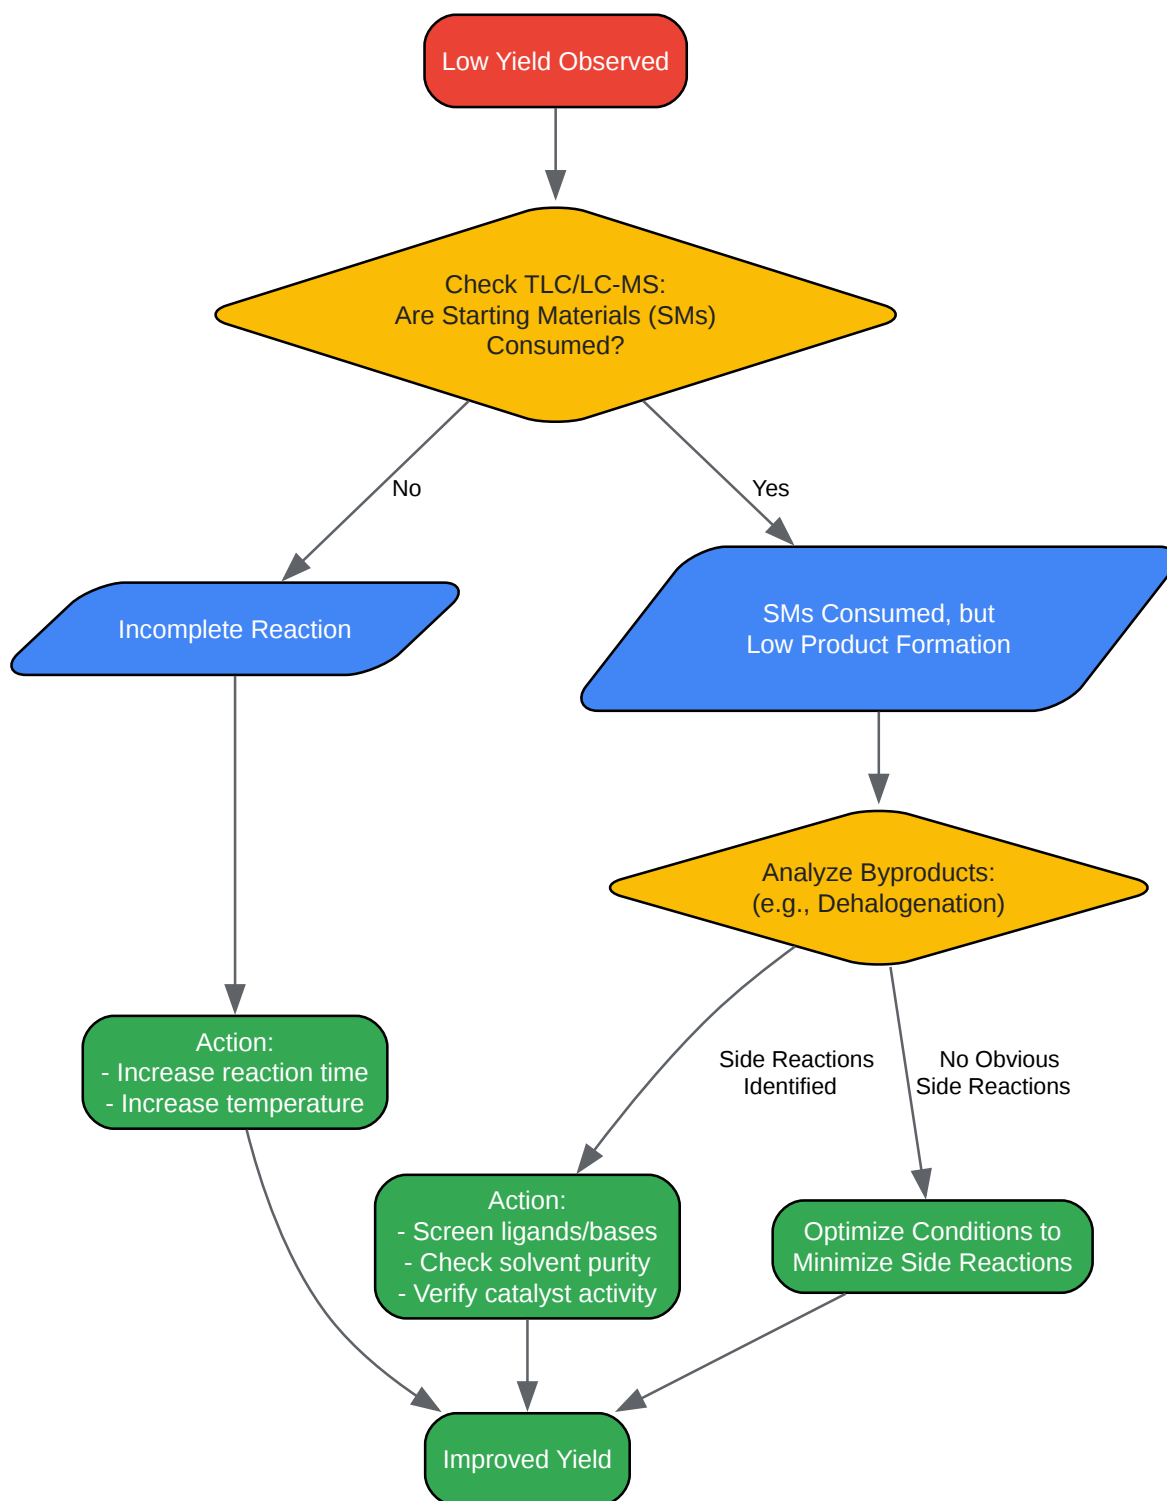 Low Yield Observed
Check TLC/LC-MS:
Are Starting Materials (SMs)
Consumed?
No
Yes
Incomplete Reaction
SMs Consumed, but
Low Product Formation
Analyze Byproducts:
(e.g., Dehalogenation)
Side Reactions
Identified
No Obvious
Side Reactions
Action:
- Increase reaction time
- Increase temperature
Action:
- Screen ligands/bases
- Check solvent purity
- Verify catalyst activity
Optimize Conditions to
Minimize Side Reactions
Improved Yield